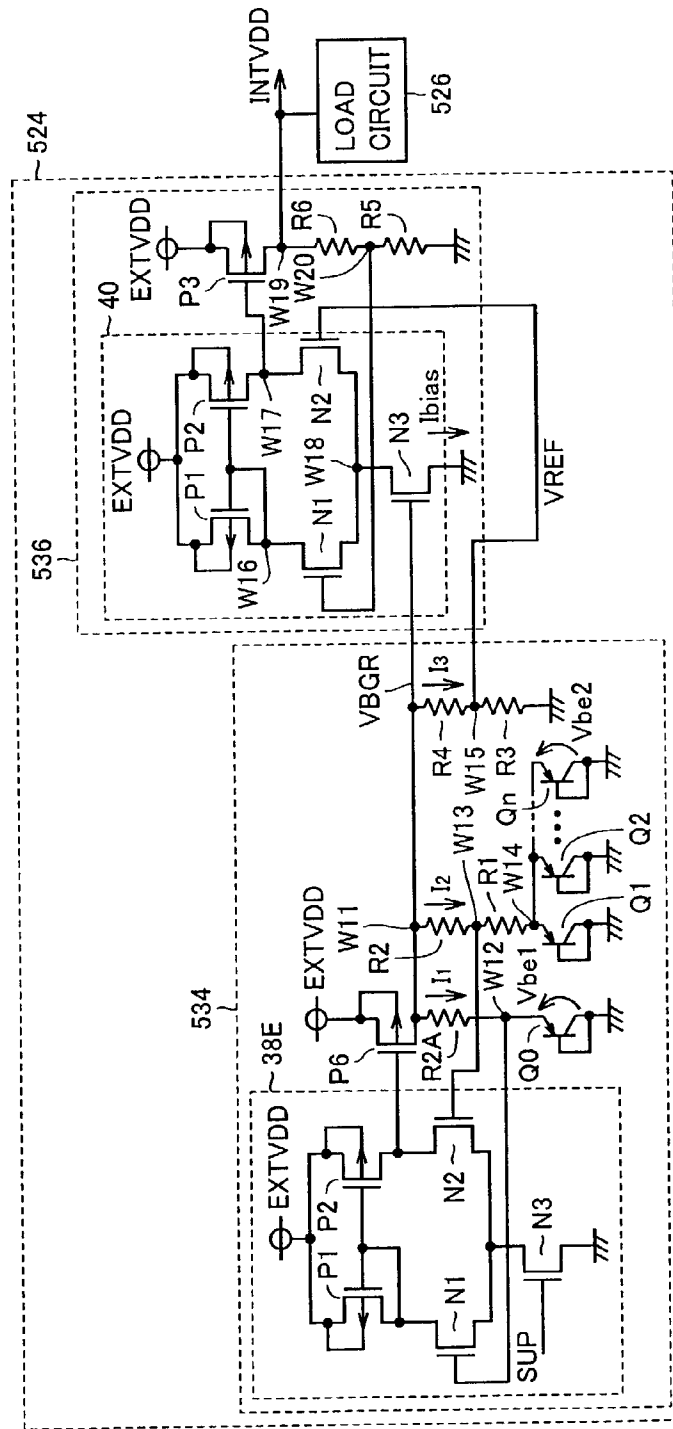 524
536
40
EXTVDD
EXTVDD
P1
P2
P3
W16
W17
W18
W19
W20
N1
N2
N3
Ibias
R6
R5
INTVDD
LOAD
CIRCUIT
526
VREF
534
38E
EXTVDD
EXTVDD
P1
P2
P6
N1
N2
N3
SUP
W11
R2
I2
R2A
I1
W12
W13
R1
W14
VBGR
R4
I3
W15
R3
Vbe1
Vbe2
Q0
Q1
Q2
Qn